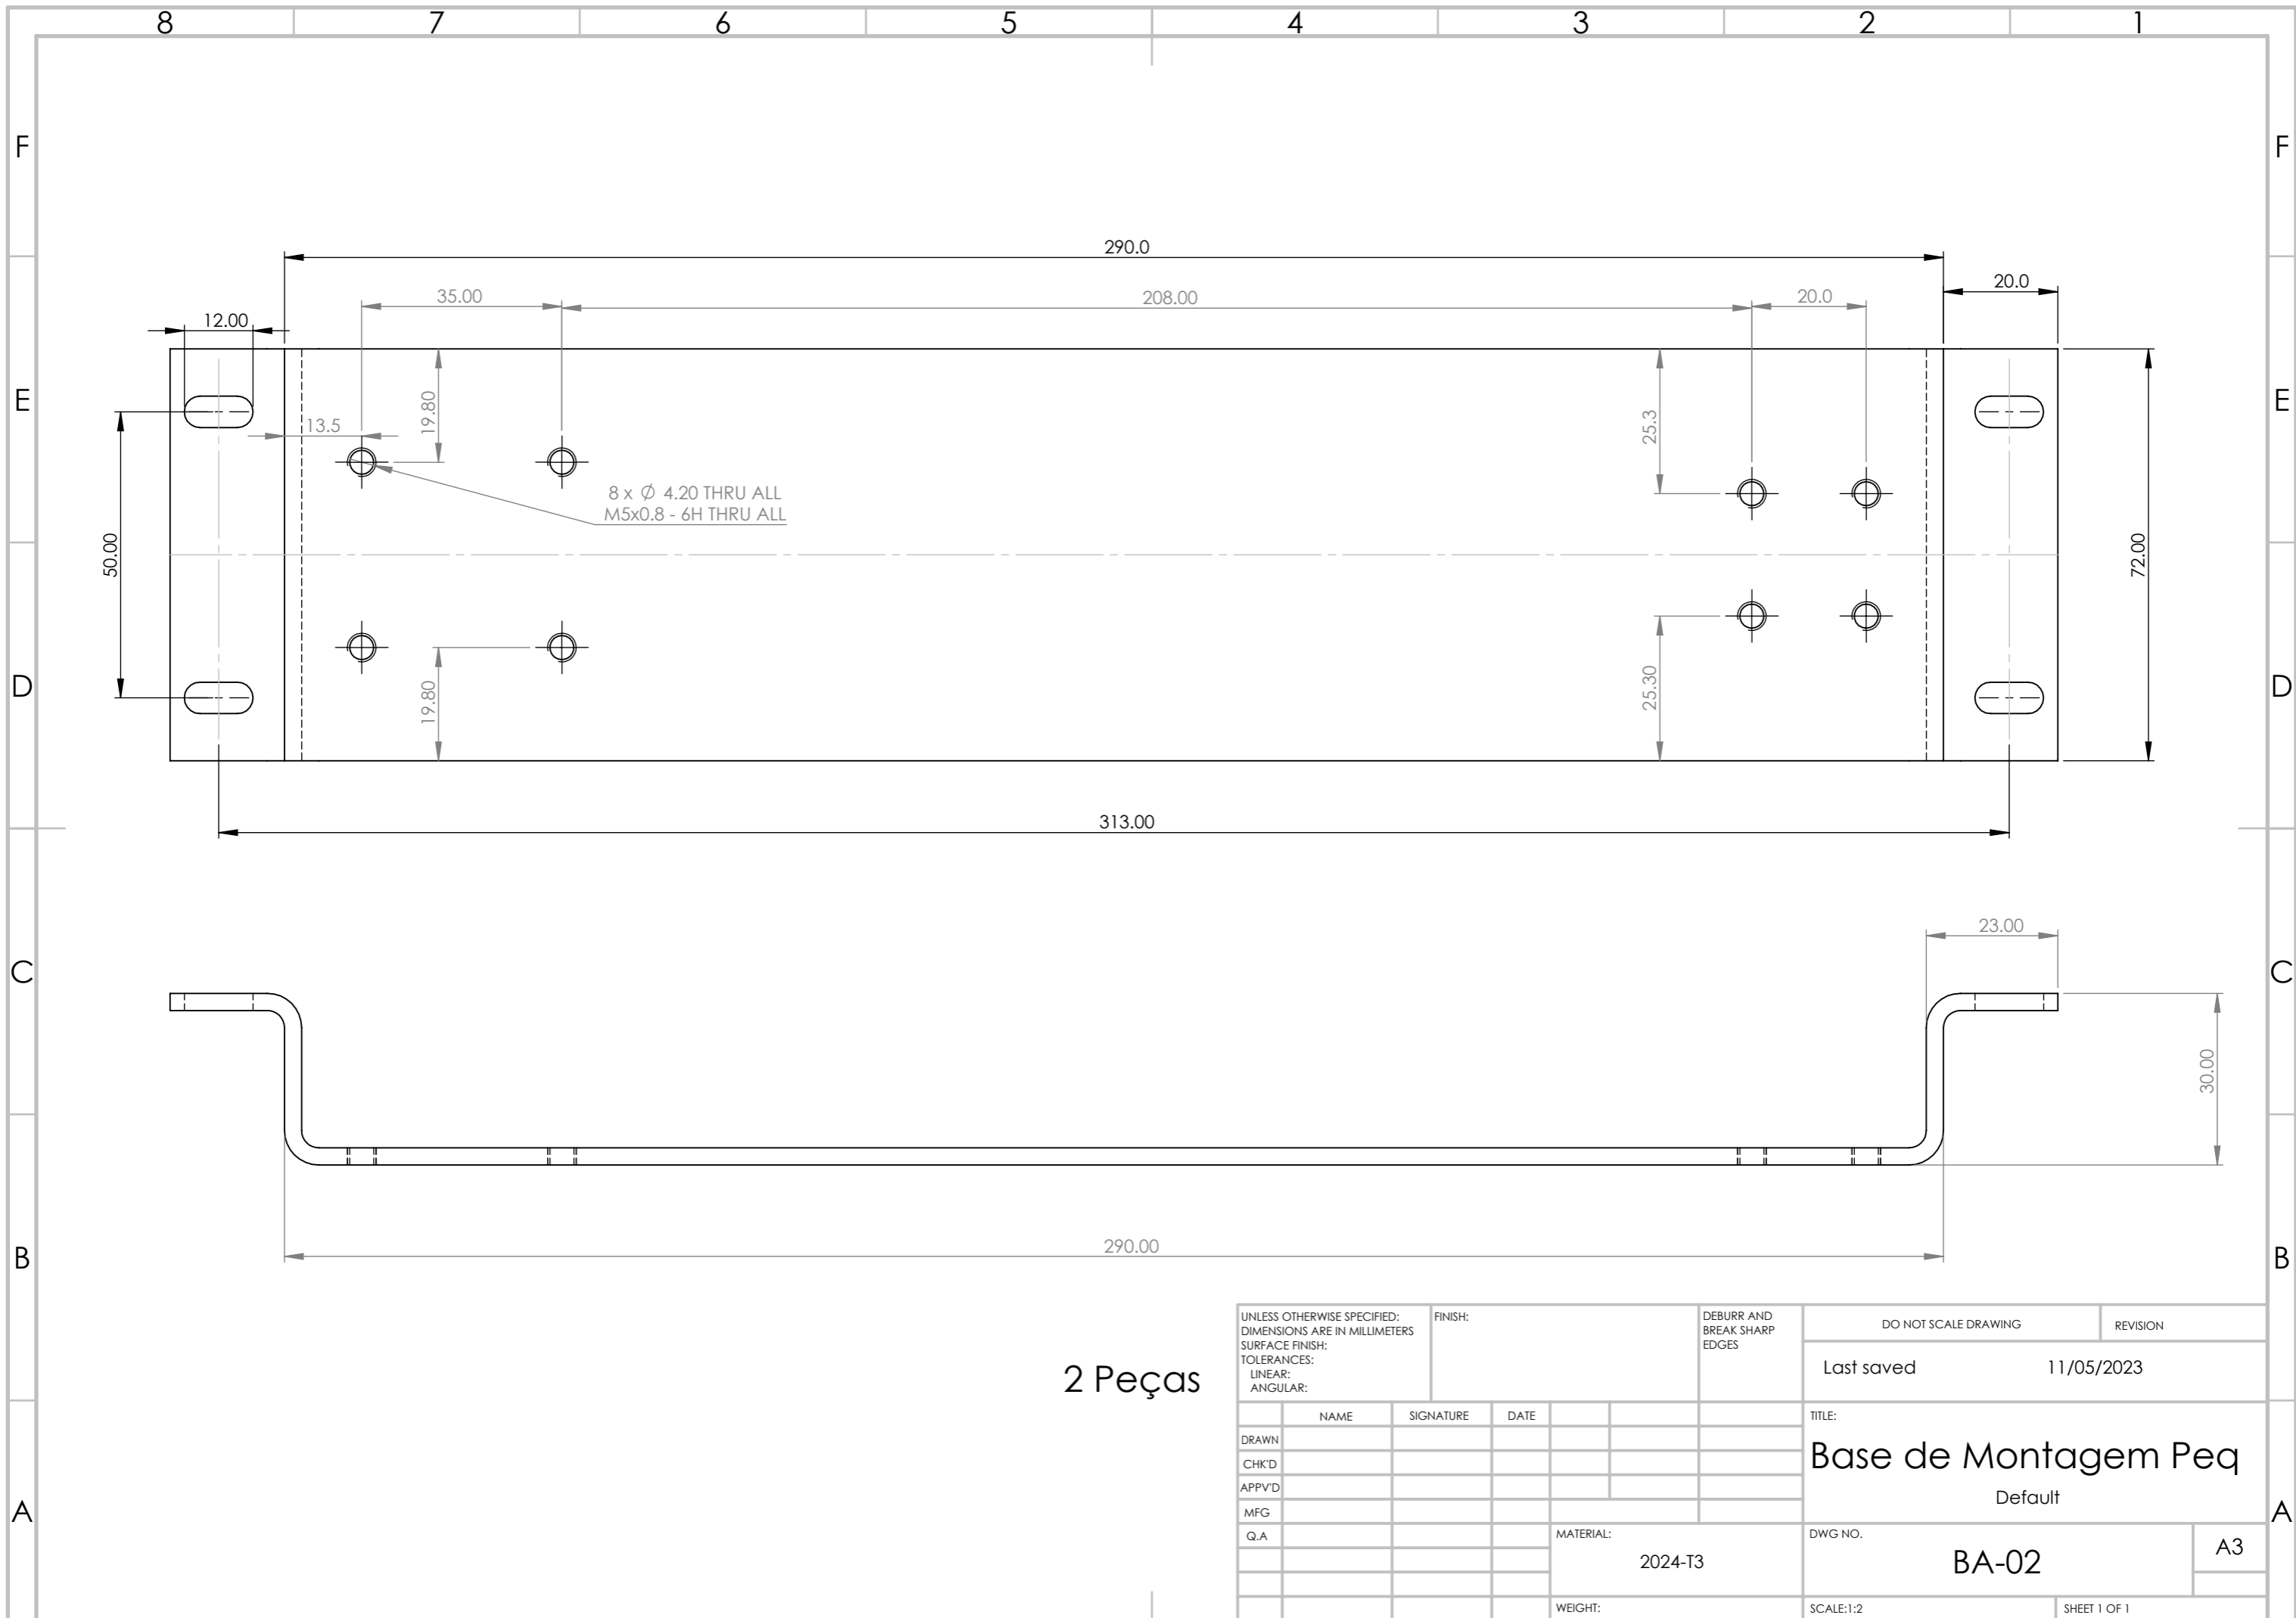 8 7 6 5 4 3 2 1
F F
290.0
35.00 208.00 20.0 20.0
12.00
E E
19.80 25.3
13.5
8 x Ø 4.20 THRU ALL
M5x0.8 - 6H THRU ALL
50.00 72.00
D D
19.80 25.30
313.00
23.00
C C
30.00
290.00
B B
2 Peças
UNLESS OTHERWISE SPECIFIED:
DIMENSIONS ARE IN MILLIMETERS
SURFACE FINISH:
TOLERANCES:
LINEAR:
ANGULAR:
FINISH:
DEBURR AND
BREAK SHARP
EDGES
DO NOT SCALE DRAWING
REVISION
Last saved 11/05/2023
NAME SIGNATURE DATE
DRAWN
CHK'D
APPV'D
MFG
Q.A
TITLE:
Base de Montagem Peq
Default
A A
MATERIAL:
2024-T3
DWG NO.
BA-02
A3
WEIGHT:
SCALE:1:2
SHEET 1 OF 1